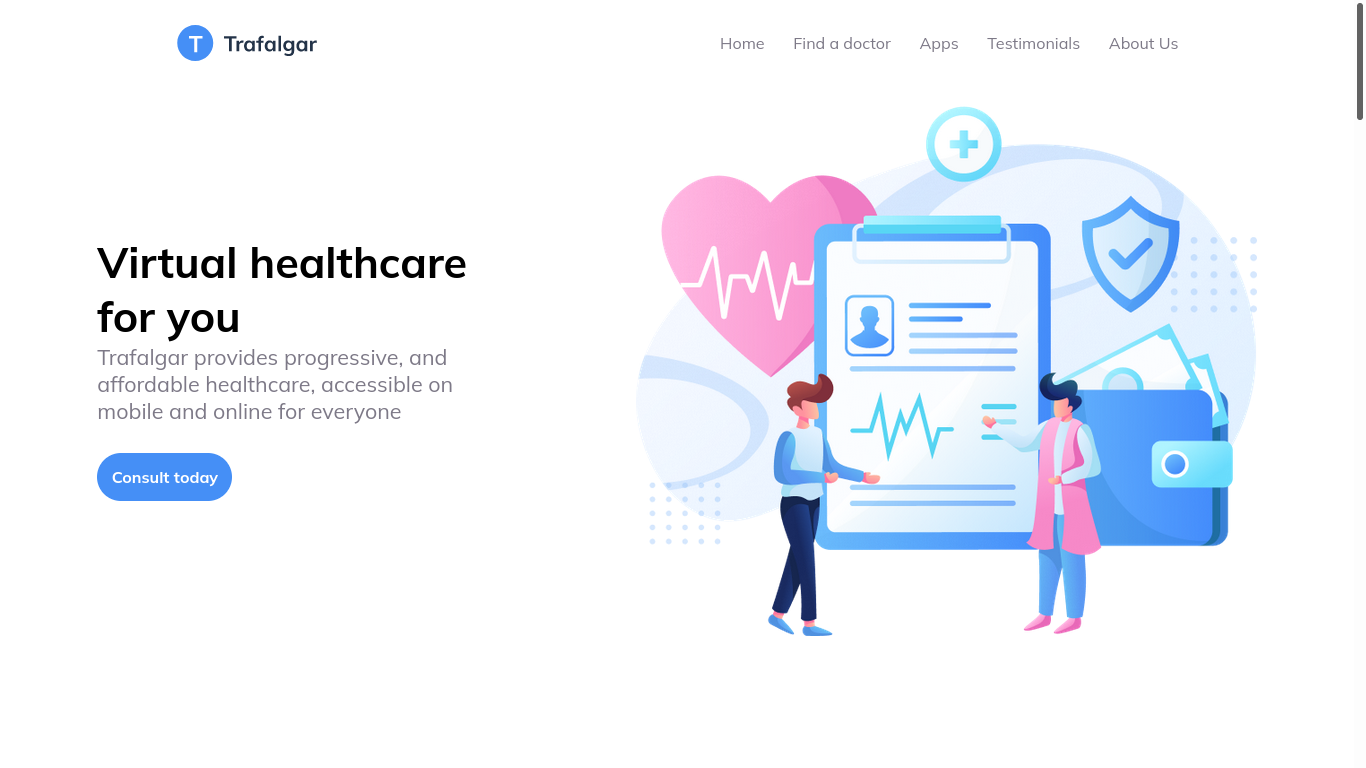 T Trafalgar
Home Find a doctor Apps Testimonials About Us
Virtual healthcare
for you
Trafalgar provides progressive, and
affordable healthcare, accessible on
mobile and online for everyone
Consult today